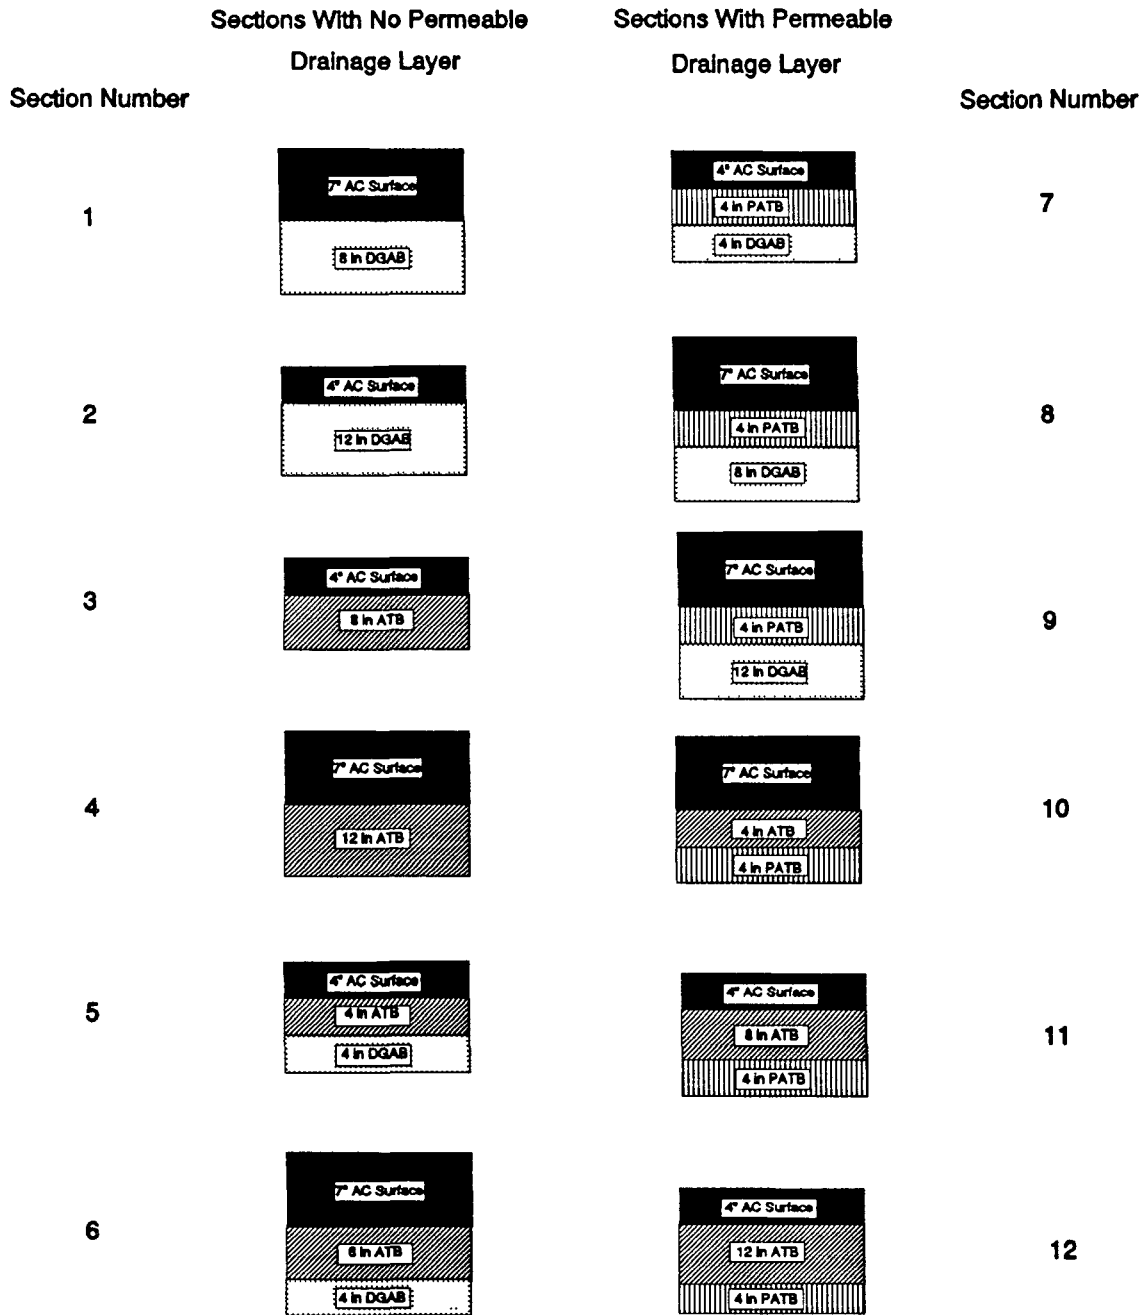 Sections With No Permeable
Drainage Layer
Sections With Permeable
Drainage Layer
Section Number
Section Number
1
7" AC Surface
8 in DGAB
4" AC Surface
4 in PATB
4 in DGAB
7
2
4" AC Surface
12 in DGAB
7" AC Surface
4 in PATB
8 in DGAB
8
3
4" AC Surface
8 in ATB
7" AC Surface
4 in PATB
12 in DGAB
9
4
7" AC Surface
12 in ATB
7" AC Surface
4 in ATB
4 in PATB
10
5
4" AC Surface
4 in ATB
4 in DGAB
4" AC Surface
8 in ATB
4 in PATB
11
6
7" AC Surface
8 in ATB
4 in DGAB
4" AC Surface
12 in ATB
4 in PATB
12